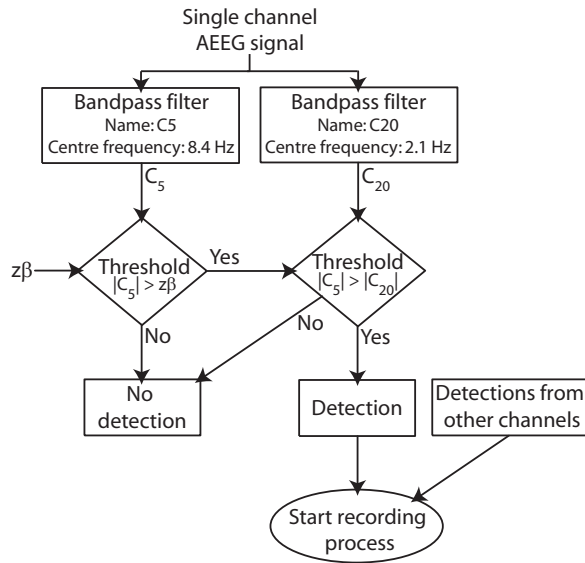 Single channel
AEEG signal
Bandpass filter
Name: C5
Centre frequency: 8.4 Hz
Bandpass filter
Name: C20
Centre frequency: 2.1 Hz
C₅
C₂₀
zβ
Threshold
|C₅| > zβ
Yes
Threshold
|C₅| > |C₂₀|
No
No
Yes
No
detection
Detection
Detections from
other channels
Start recording
process